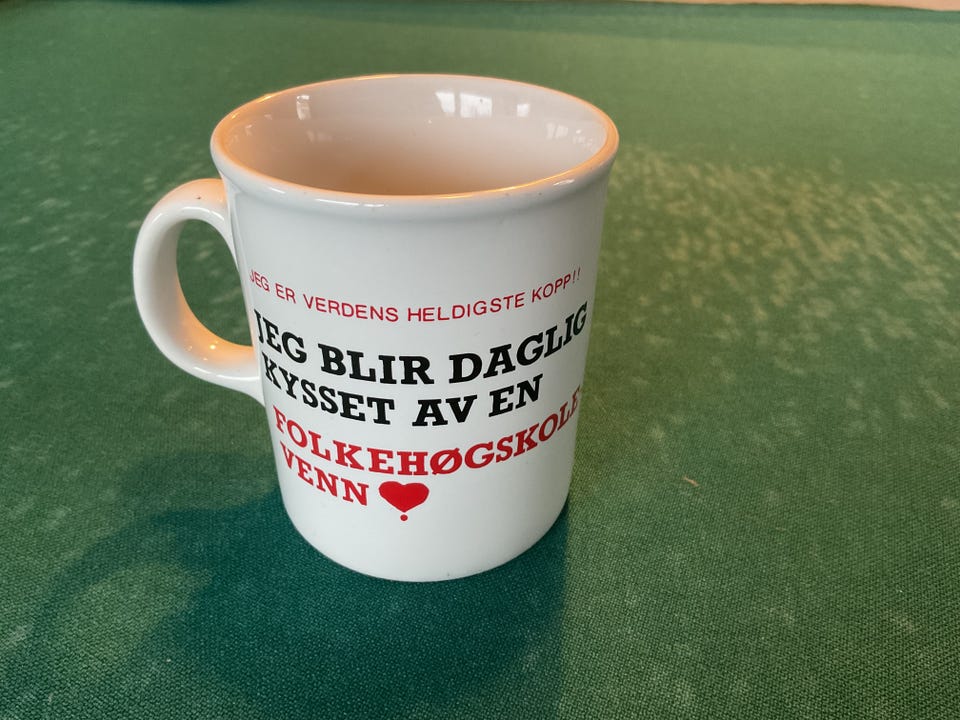 JEG ER VERDENS HELDIGSTE KOPP!!
JEG BLIR DAGLIG
KYSSET AV EN
FOLKEHØGSKOLE-
VENN